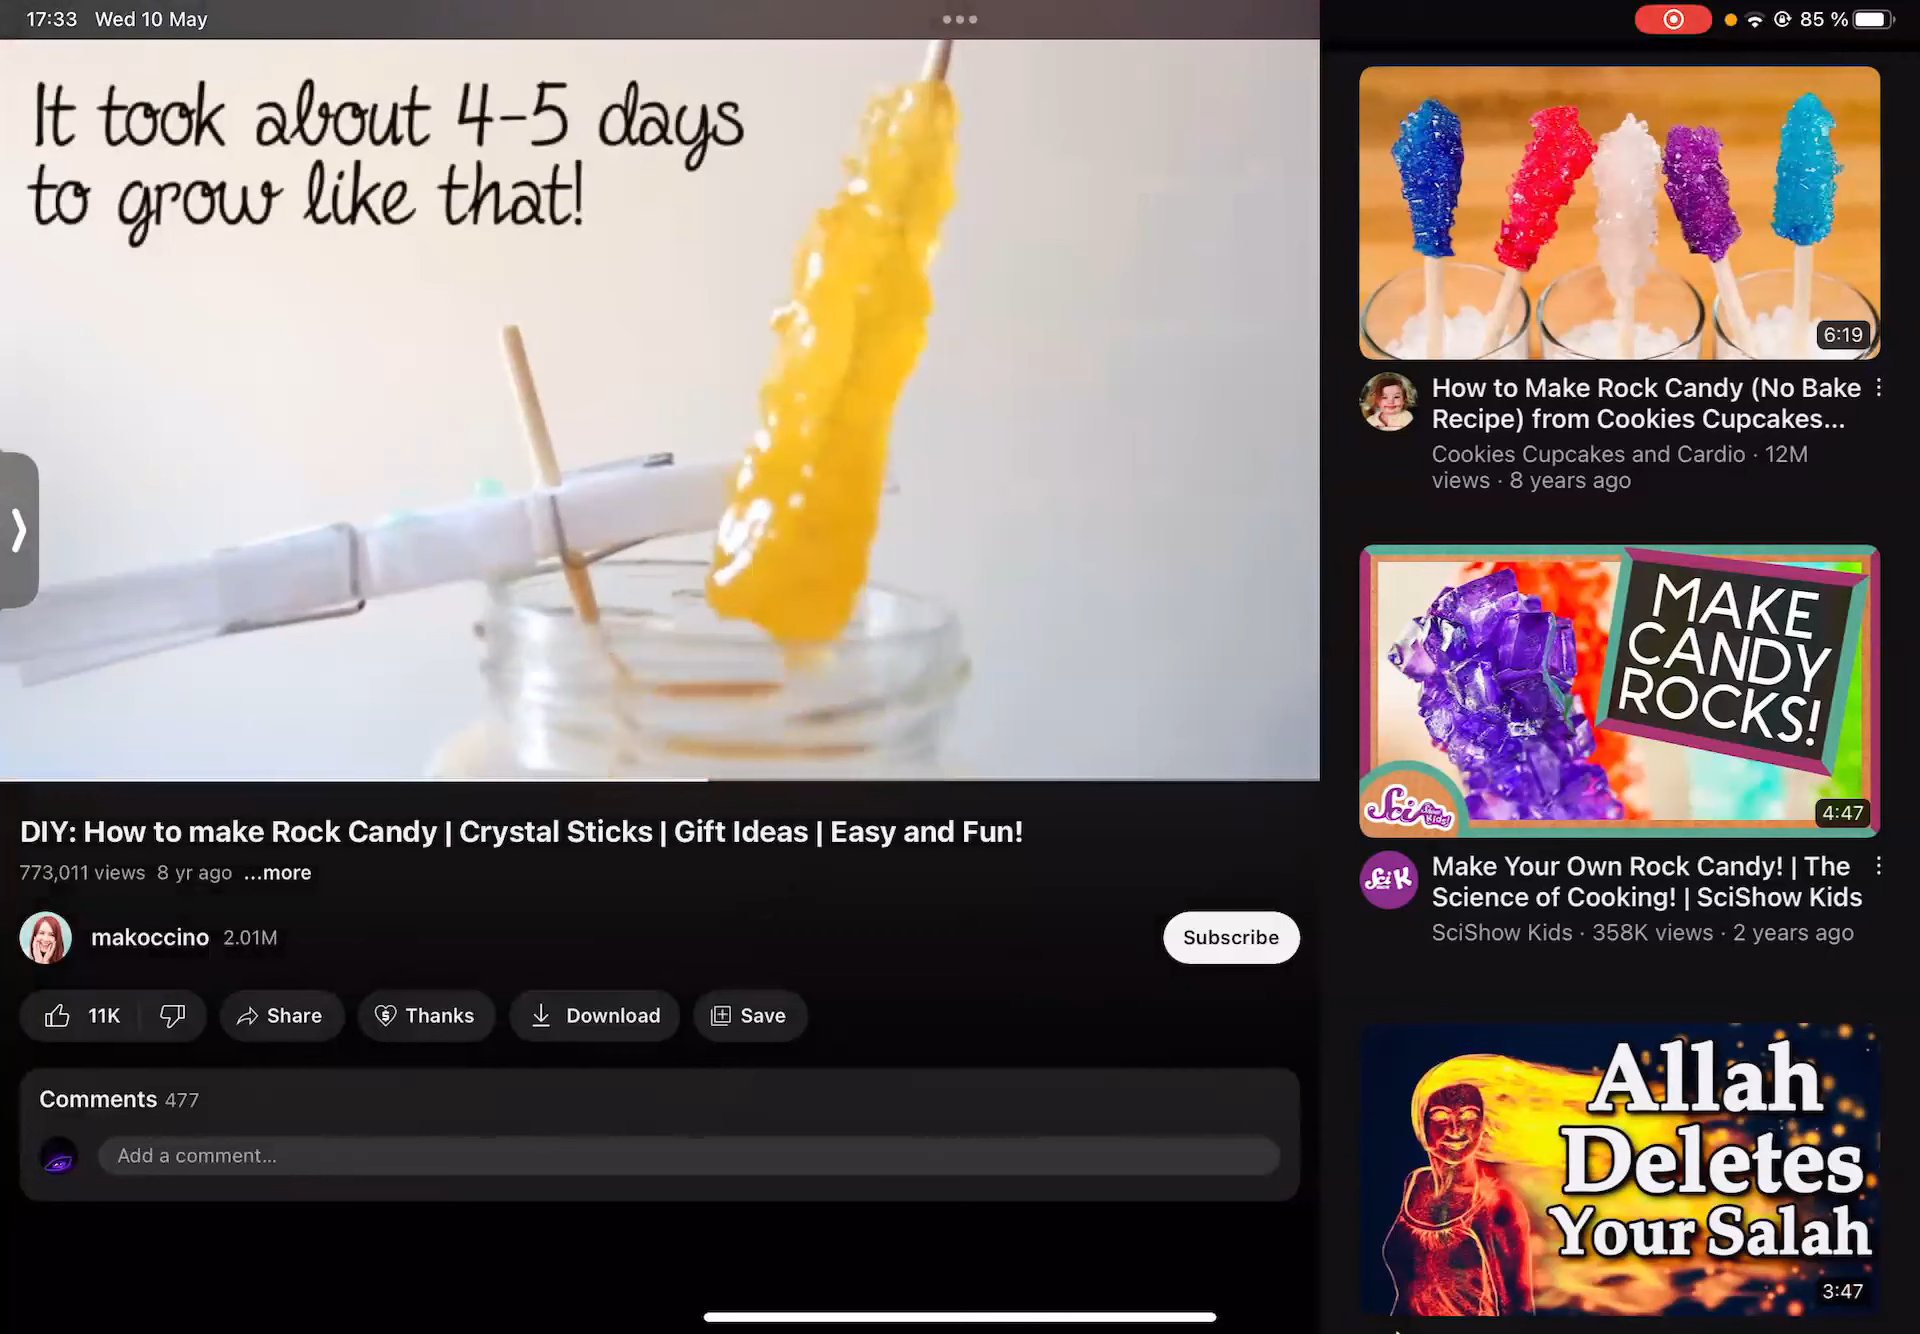 17:33 Wed 10 May
85 %
It took about 4-5 days
to grow like that!
DIY: How to make Rock Candy | Crystal Sticks | Gift Ideas | Easy and Fun!
773,011 views 8 yr ago ...more
makoccino 2.01M
Subscribe
11K
Share
Thanks
Download
Save
Comments 477
Add a comment...
6:19
How to Make Rock Candy (No Bake
Recipe) from Cookies Cupcakes...
Cookies Cupcakes and Cardio · 12M
views · 8 years ago
MAKE
CANDY
ROCKS!
Sci Show Kids!
4:47
Sci K
Make Your Own Rock Candy! | The
Science of Cooking! | SciShow Kids
SciShow Kids · 358K views · 2 years ago
Allah
Deletes
Your Salah
3:47